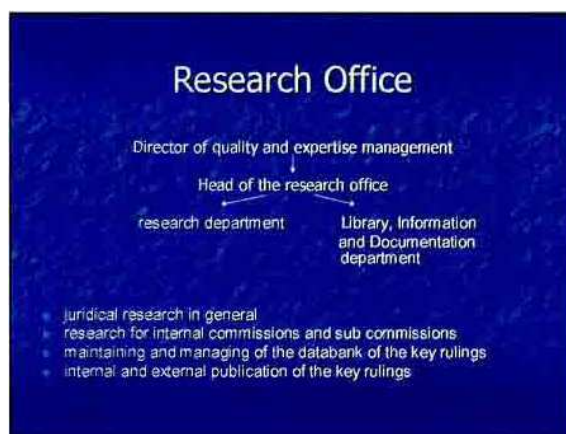 Research Office
Director of quality and expertise management
Head of the research office
research department
Library, Information
and Documentation
department
juridical research in general
research for internal commissions and sub commissions
maintaining and managing of the databank of the key rulings
internal and external publication of the key rulings